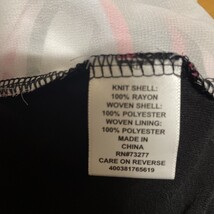 KNIT SHELL:
100% RAYON
WOVEN SHELL:
100% POLYESTER
WOVEN LINING:
100% POLYESTER
MADE IN
CHINA
RN#73277
CARE ON REVERSE
400381765619